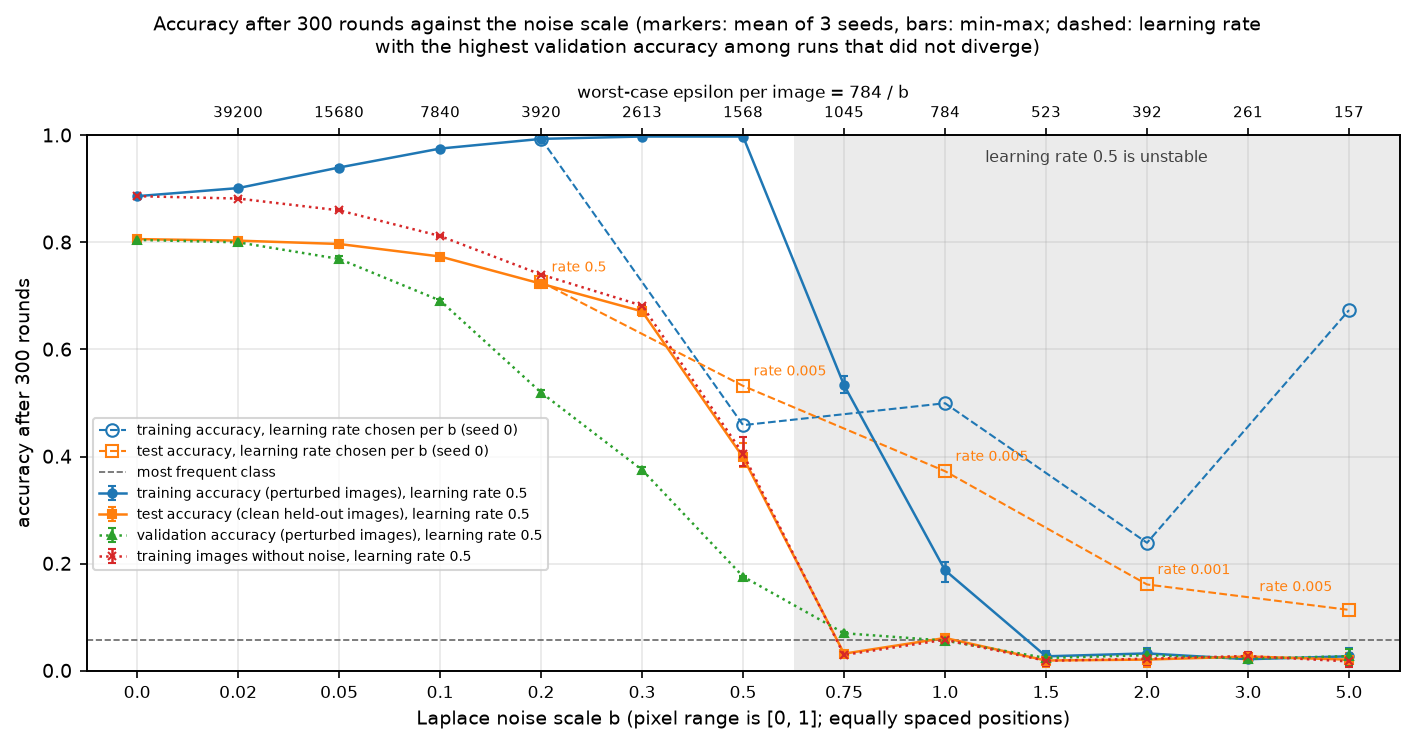 Accuracy after 300 rounds against the noise scale (markers: mean of 3 seeds, bars: min-max; dashed: learning rate
with the highest validation accuracy among runs that did not diverge)
worst-case epsilon per image = 784 / b
39200 15680 7840 3920 2613 1568 1045 784 523 392 261 157
learning rate 0.5 is unstable
accuracy after 300 rounds
1.0
0.8
0.6
0.4
0.2
0.0
rate 0.5
rate 0.005
rate 0.005
rate 0.001
rate 0.005
training accuracy, learning rate chosen per b (seed 0)
test accuracy, learning rate chosen per b (seed 0)
most frequent class
training accuracy (perturbed images), learning rate 0.5
test accuracy (clean held-out images), learning rate 0.5
validation accuracy (perturbed images), learning rate 0.5
training images without noise, learning rate 0.5
0.0 0.02 0.05 0.1 0.2 0.3 0.5 0.75 1.0 1.5 2.0 3.0 5.0
Laplace noise scale b (pixel range is [0, 1]; equally spaced positions)